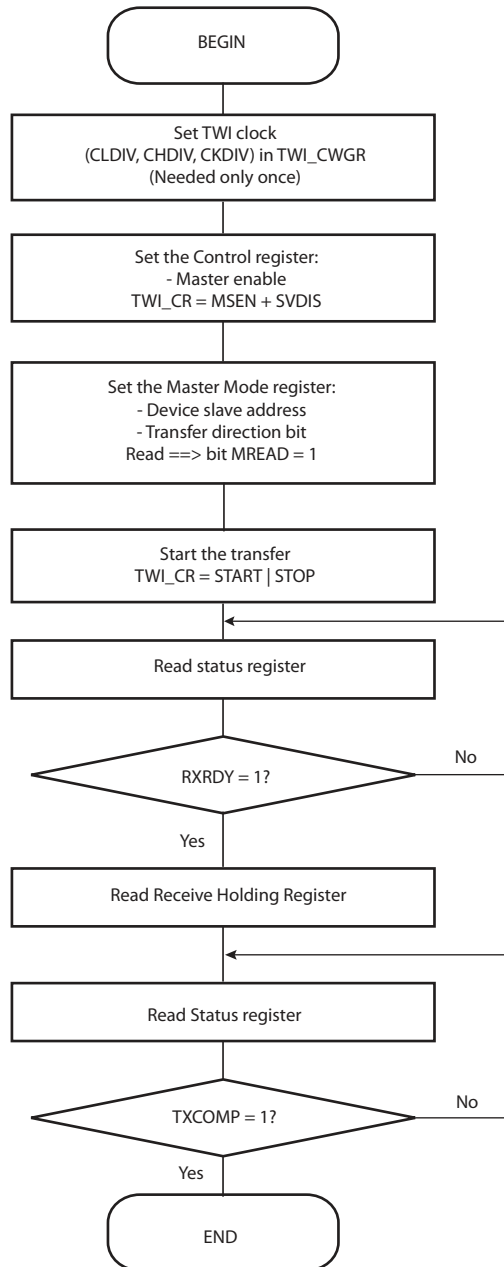 BEGIN
Set TWI clock
(CLDIV, CHDIV, CKDIV) in TWI_CWGR
(Needed only once)
Set the Control register:
- Master enable
TWI_CR = MSEN + SVDIS
Set the Master Mode register:
- Device slave address
- Transfer direction bit
Read ==> bit MREAD = 1
Start the transfer
TWI_CR = START | STOP
Read status register
RXRDY = 1?
No
Yes
Read Receive Holding Register
Read Status register
TXCOMP = 1?
No
Yes
END